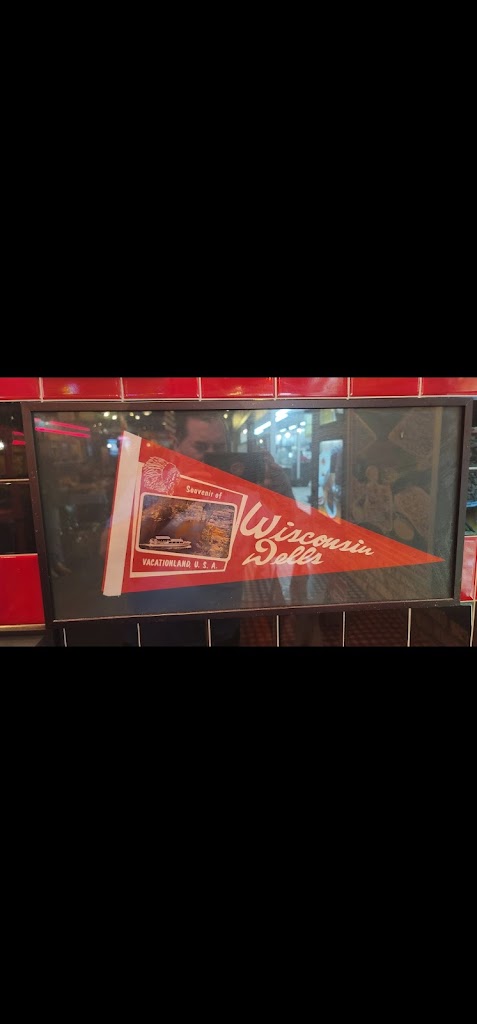 Souvenir of
Wisconsin
Dells
VACATIONLAND, U. S. A.